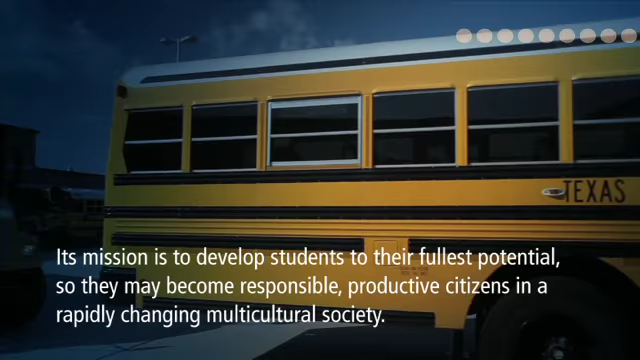 TEXAS
Its mission is to develop students to their fullest potential,
so they may become responsible, productive citizens in a
rapidly changing multicultural society.